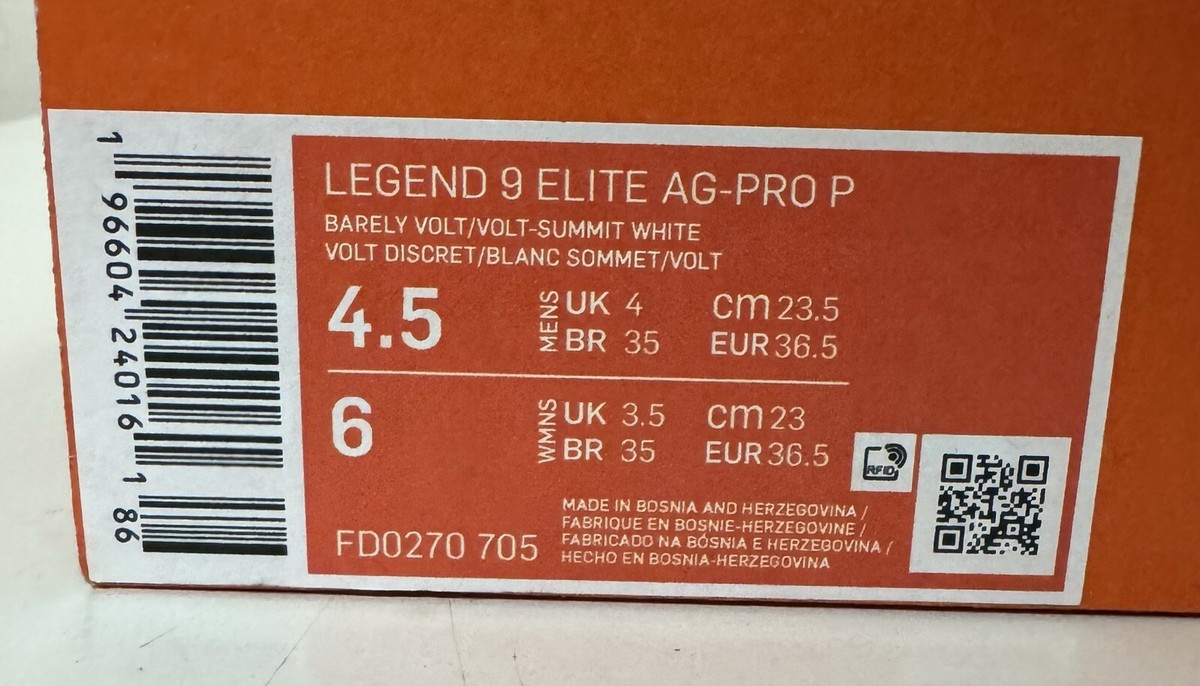 LEGEND 9 ELITE AG-PRO P
BARELY VOLT/VOLT-SUMMIT WHITE
VOLT DISCRET/BLANC SOMMET/VOLT
4.5
MENS
UK 4
CM 23.5
BR 35
EUR 36.5
6
WMNS
UK 3.5
CM 23
BR 35
EUR 36.5
RFID
FD0270 705
MADE IN BOSNIA AND HERZEGOVINA /
FABRIQUE EN BOSNIE-HERZEGOVINE /
FABRICADO NA BÓSNIA E HERZEGOVINA /
HECHO EN BOSNIA-HERZEGOVINA
1 96604 24016 1 86